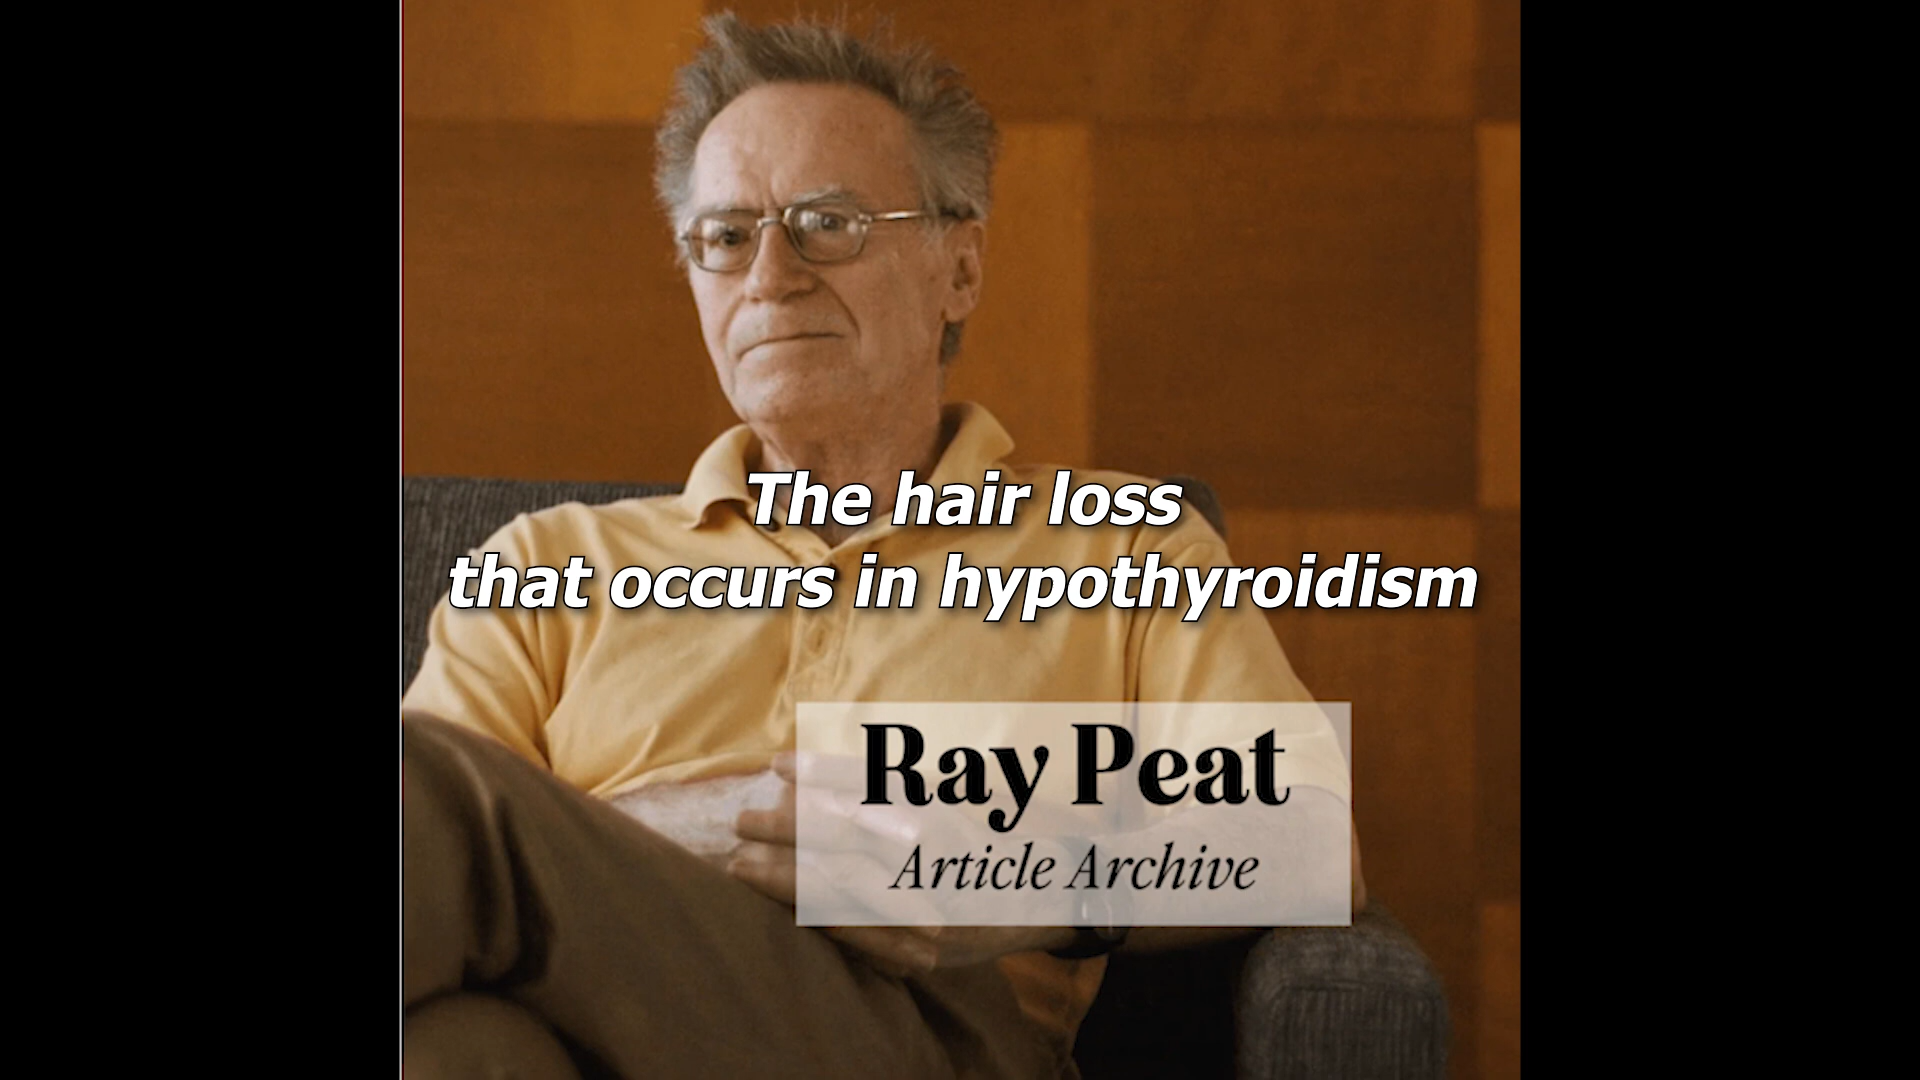 The hair loss
that occurs in hypothyroidism
Ray Peat
Article Archive